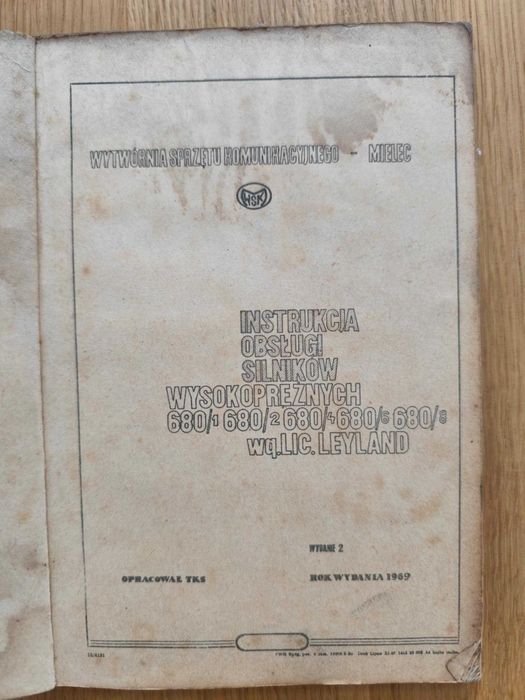 WYTWÓRNIA SPRZĘTU KOMUNIKACYJNEGO - MIELEC
WSK
INSTRUKCJA
OBSŁUGI
SILNIKÓW
WYSOKOPRĘŻNYCH
680/1 680/2 680/4 680/6 680/8
wg. LIC. LEYLAND
WYDANIE 2
OPRACOWAŁ TKS
ROK WYDANIA 1969